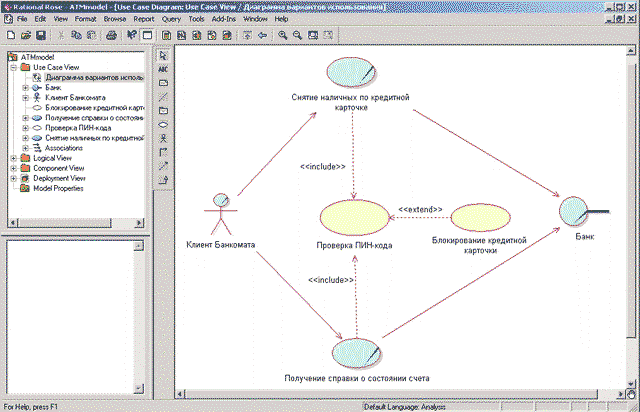 Rational Rose - ATMmodel - [Use Case Diagram: Use Case View / Диаграмма вариантов использования]
File Edit View Format Browse Report Query Tools Add-Ins Window Help
ATMmodel
Use Case View
Диаграмма вариантов исполь
Банк
Клиент Банкомата
Блокирование кредитной карто
Получение справки о состоянии
Проверка ПИН-кода
Снятие наличных по кредитной
Associations
Logical View
Component View
Deployment View
Model Properties
ABC
Снятие наличных по кредитной
карточке
<<include>>
<<extend>>
Клиент Банкомата
Проверка ПИН-кода
Блокирование кредитной
карточки
Банк
<<include>>
Получение справки о состоянии счета
For Help, press F1
Default Language: Analysis